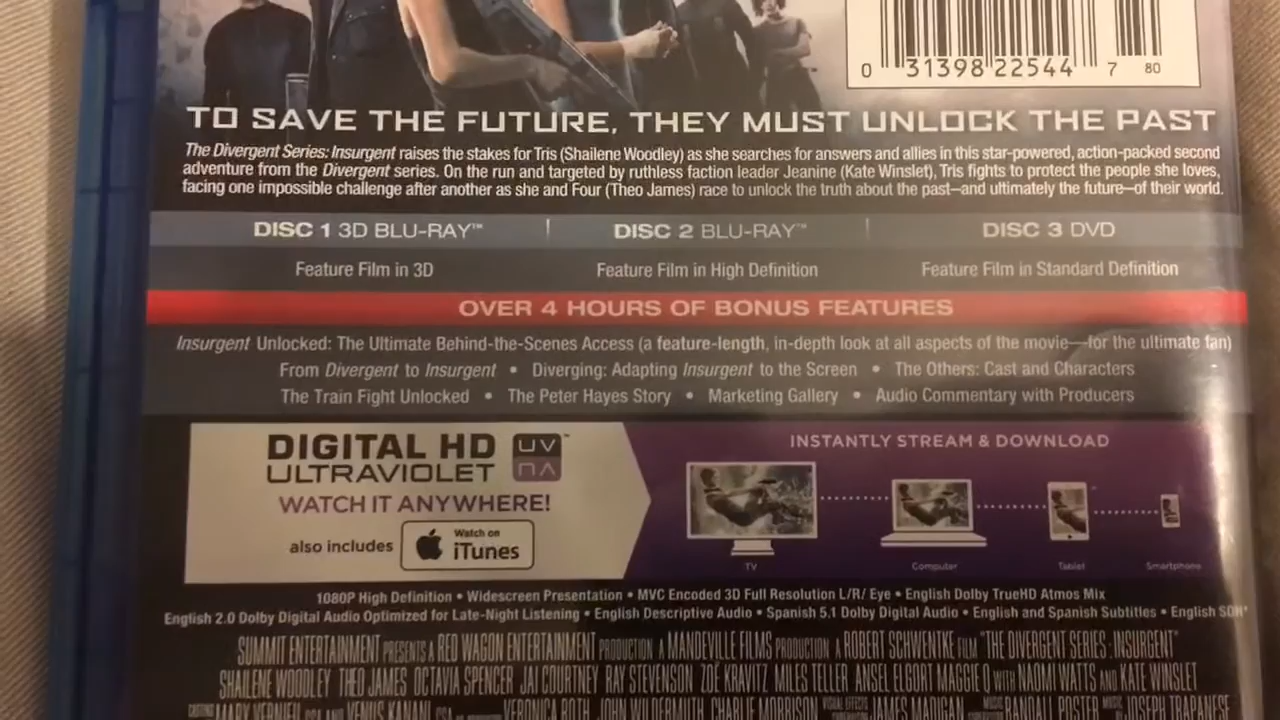 0 31398 22544 7 80
TO SAVE THE FUTURE, THEY MUST UNLOCK THE PAST
The Divergent Series: Insurgent raises the stakes for Tris (Shailene Woodley) as she searches for answers and allies in this star-powered, action-packed second
adventure from the Divergent series. On the run and targeted by ruthless faction leader Jeanine (Kate Winslet), Tris fights to protect the people she loves,
facing one impossible challenge after another as she and Four (Theo James) race to unlock the truth about the past—and ultimately the future—of their world.
DISC 1 3D BLU-RAY™ | DISC 2 BLU-RAY™ | DISC 3 DVD
Feature Film in 3D Feature Film in High Definition Feature Film in Standard Definition
OVER 4 HOURS OF BONUS FEATURES
Insurgent Unlocked: The Ultimate Behind-the-Scenes Access (a feature-length, in-depth look at all aspects of the movie—for the ultimate fan)
From Divergent to Insurgent • Diverging: Adapting Insurgent to the Screen • The Others: Cast and Characters
The Train Fight Unlocked • The Peter Hayes Story • Marketing Gallery • Audio Commentary with Producers
DIGITAL HD UV™
ULTRAVIOLET
WATCH IT ANYWHERE!
also includes
Watch on
iTunes
INSTANTLY STREAM & DOWNLOAD
TV Computer Tablet Smartphone
1080P High Definition • Widescreen Presentation • MVC Encoded 3D Full Resolution L/R/ Eye • English Dolby TrueHD Atmos Mix
English 2.0 Dolby Digital Audio Optimized for Late-Night Listening • English Descriptive Audio • Spanish 5.1 Dolby Digital Audio • English and Spanish Subtitles • English SDH*
SUMMIT ENTERTAINMENT PRESENTS A RED WAGON ENTERTAINMENT PRODUCTION A MANDEVILLE FILMS PRODUCTION A ROBERT SCHWENTKE FILM "THE DIVERGENT SERIES: INSURGENT"
SHAILENE WOODLEY THEO JAMES OCTAVIA SPENCER JAI COURTNEY RAY STEVENSON ZOË KRAVITZ MILES TELLER ANSEL ELGORT MAGGIE Q WITH NAOMI WATTS AND KATE WINSLET
VERONICA ROTH JOHN WILDERMUTH CHARLIE MORRISON JAMES MADIGAN RANDALL POSTER JOSEPH TRAPANESE